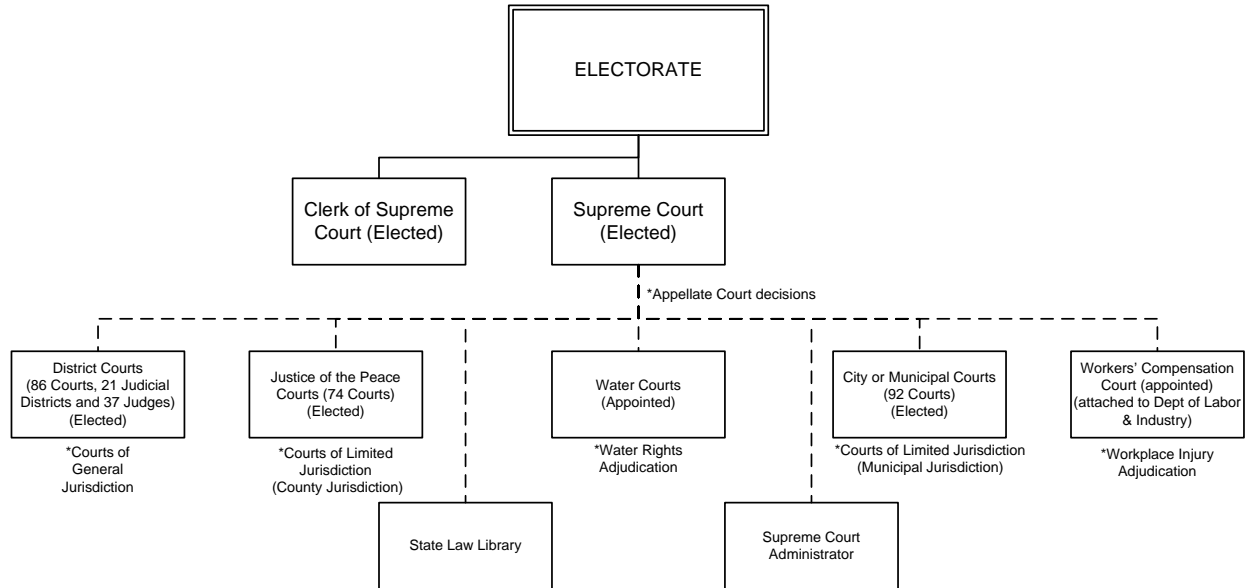 ELECTORATE
Clerk of Supreme
Court (Elected)
Supreme Court
(Elected)
*Appellate Court decisions
District Courts
(86 Courts, 21 Judicial
Districts and 37 Judges)
(Elected)
*Courts of
General
Jurisdiction
Justice of the Peace
Courts (74 Courts)
(Elected)
*Courts of Limited
Jurisdiction
(County Jurisdiction)
Water Courts
(Appointed)
*Water Rights
Adjudication
City or Municipal Courts
(92 Courts)
(Elected)
*Courts of Limited Jurisdiction
(Municipal Jurisdiction)
Workers’ Compensation
Court (appointed)
(attached to Dept of Labor
& Industry)
*Workplace Injury
Adjudication
State Law Library
Supreme Court
Administrator